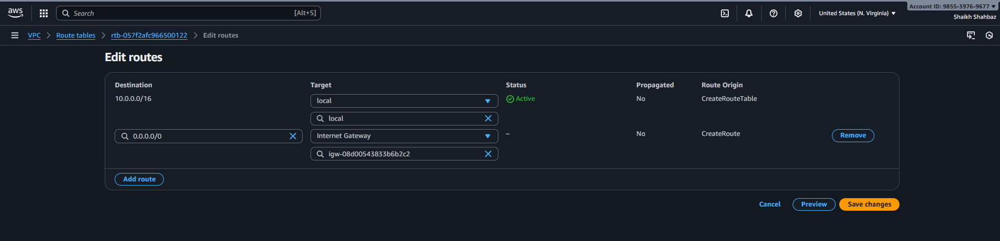 aws
Search [Alt+S]
United States (N. Virginia)
Account ID: 9855-3976-9677
Shaikh Shahbaz
VPC > Route tables > rtb-057f2afc966500122 > Edit routes
Edit routes
Destination Target Status Propagated Route Origin
10.0.0.0/16 local Active No CreateRouteTable
local
0.0.0.0/0 Internet Gateway – No CreateRoute Remove
igw-08d00543833b6b2c2
Add route
Cancel Preview Save changes